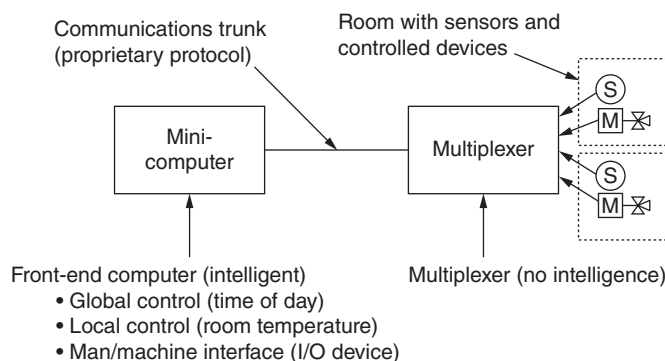 Communications trunk
(proprietary protocol)
Room with sensors and
controlled devices
Mini-
computer
Multiplexer
S
M
S
M
Front-end computer (intelligent)
• Global control (time of day)
• Local control (room temperature)
• Man/machine interface (I/O device)
Multiplexer (no intelligence)